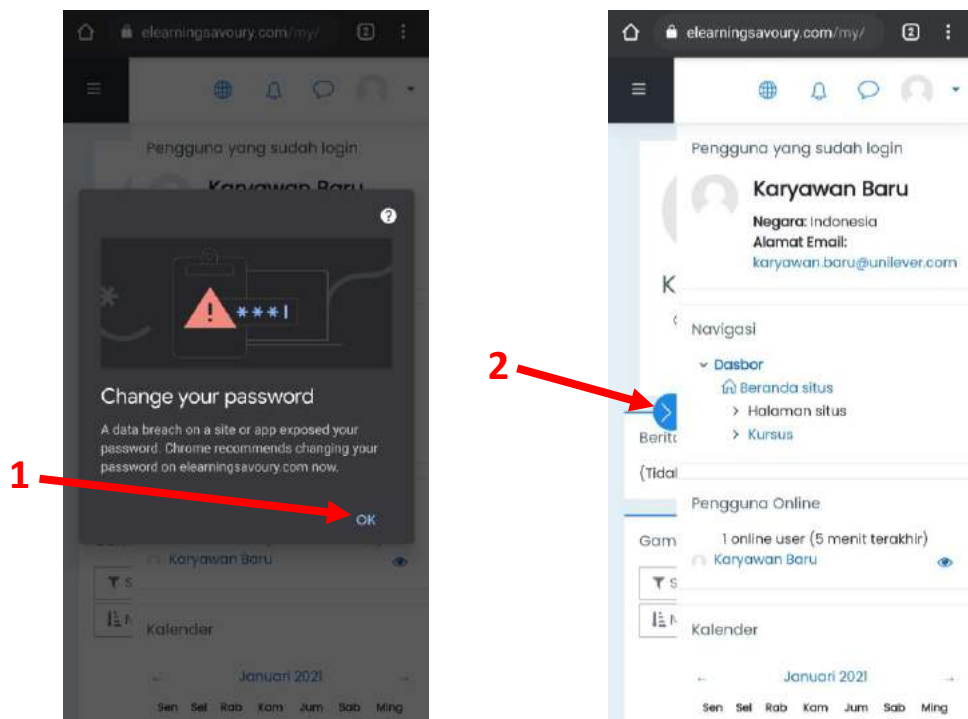 elearningsavoury.com/my/
2
Pengguna yang sudah login
Karyawan Baru
* * * |
Change your password
A data breach on a site or app exposed your
password. Chrome recommends changing your
password on elearningsavoury.com now.
1
OK
Karyawan Baru
Kalender
Januari 2021
Sen Sel Rab Kam Jum Sab Ming
elearningsavoury.com/my/
2
Pengguna yang sudah login
Karyawan Baru
Negara: Indonesia
Alamat Email:
karyawan.baru@unilever.com
K
Navigasi
2
Dasbor
Beranda situs
Halaman situs
Kursus
Berita
(Tidak
Pengguna Online
1 online user (5 menit terakhir)
Gam
Karyawan Baru
S
N
Kalender
Januari 2021
Sen Sel Rab Kam Jum Sab Ming